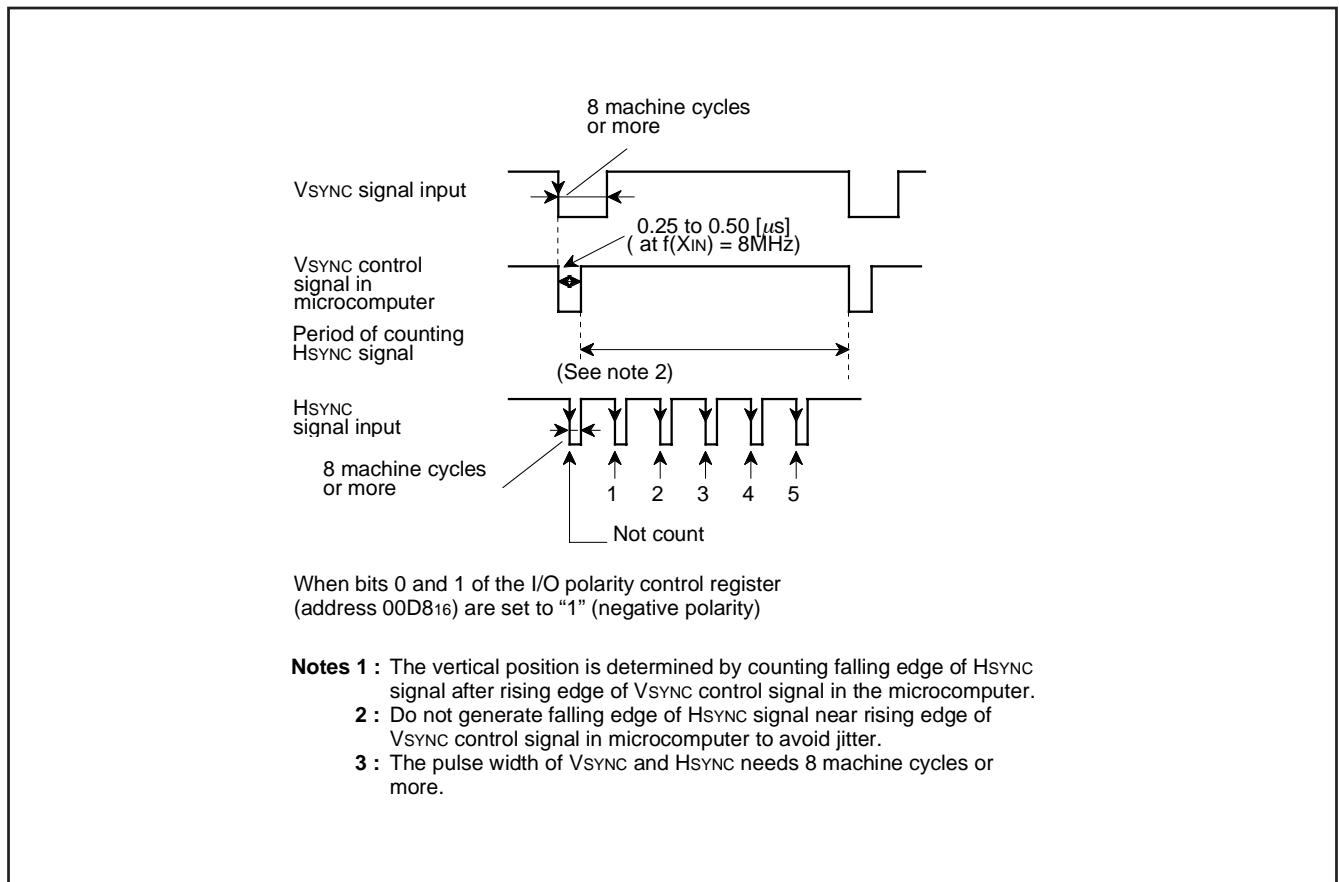 8 machine cycles
or more
VSYNC signal input
0.25 to 0.50 [μs]
( at f(XIN) = 8MHz)
VSYNC control
signal in
microcomputer
Period of counting
HSYNC signal
(See note 2)
HSYNC
signal input
8 machine cycles
or more
1 2 3 4 5
Not count
When bits 0 and 1 of the I/O polarity control register
(address 00D816) are set to “1” (negative polarity)
Notes 1 : The vertical position is determined by counting falling edge of HSYNC
signal after rising edge of VSYNC control signal in the microcomputer.
2 : Do not generate falling edge of HSYNC signal near rising edge of
VSYNC control signal in microcomputer to avoid jitter.
3 : The pulse width of VSYNC and HSYNC needs 8 machine cycles or
more.